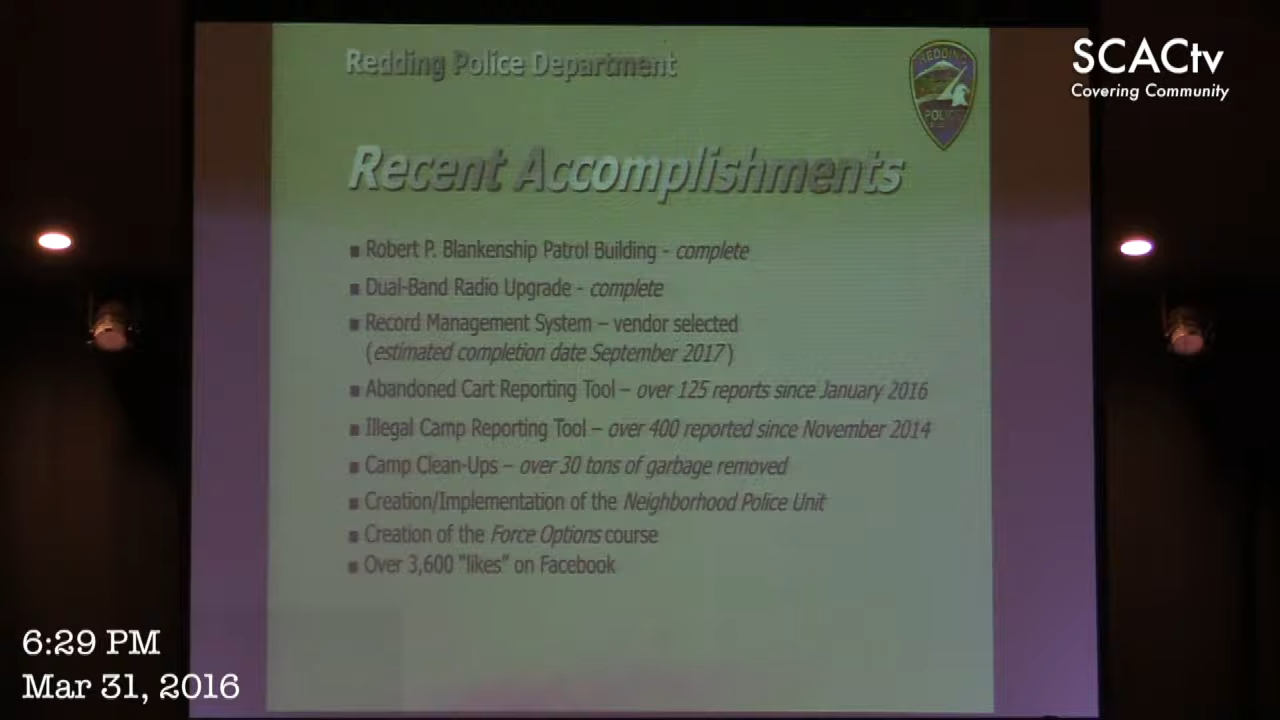 Redding Police Department
REDDING
POLICE
SCACtv
Covering Community
Recent Accomplishments
■ Robert P. Blankenship Patrol Building - complete
■ Dual-Band Radio Upgrade - complete
■ Record Management System – vendor selected
(estimated completion date September 2017)
■ Abandoned Cart Reporting Tool – over 125 reports since January 2016
■ Illegal Camp Reporting Tool – over 400 reported since November 2014
■ Camp Clean-Ups – over 30 tons of garbage removed
■ Creation/Implementation of the Neighborhood Police Unit
■ Creation of the Force Options course
■ Over 3,600 "likes" on Facebook
6:29 PM
Mar 31, 2016